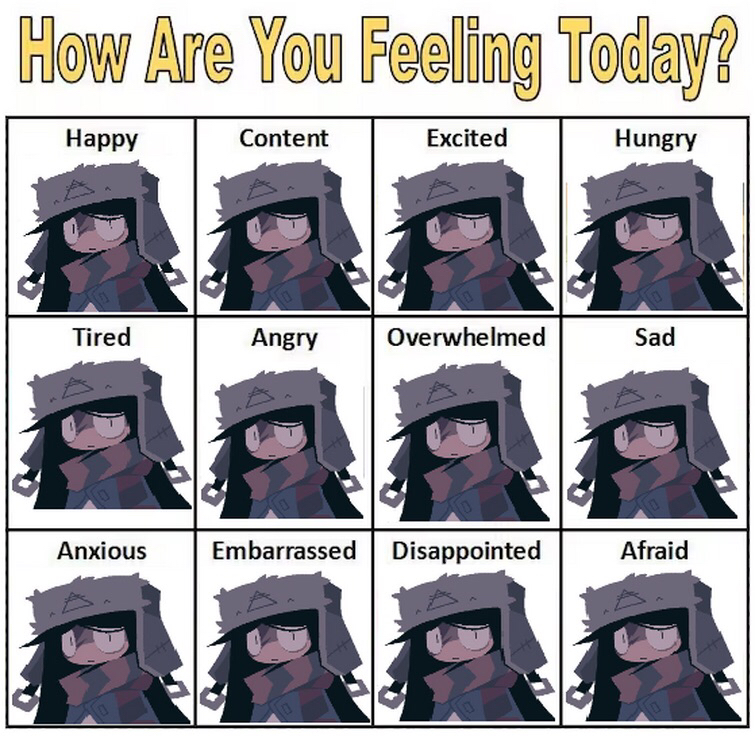 How Are You Feeling Today?
Happy Content Excited Hungry
Tired Angry Overwhelmed Sad
Anxious Embarrassed Disappointed Afraid